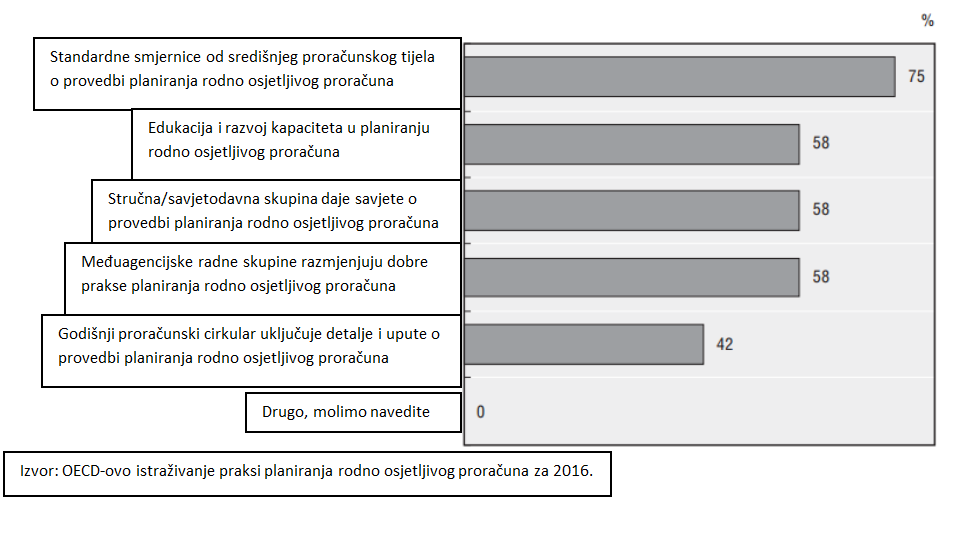 %
Standardne smjernice od središnjeg proračunskog tijela
o provedbi planiranja rodno osjetljivog proračuna
75
Edukacija i razvoj kapaciteta u planiranju
rodno osjetljivog proračuna
58
Stručna/savjetodavna skupina daje savjete o
provedbi planiranja rodno osjetljivog proračuna
58
Međuagencijske radne skupine razmjenjuju dobre
prakse planiranja rodno osjetljivog proračuna
58
Godišnji proračunski cirkular uključuje detalje i upute o
provedbi planiranja rodno osjetljivog proračuna
42
Drugo, molimo navedite
0
Izvor: OECD-ovo istraživanje praksi planiranja rodno osjetljivog proračuna za 2016.